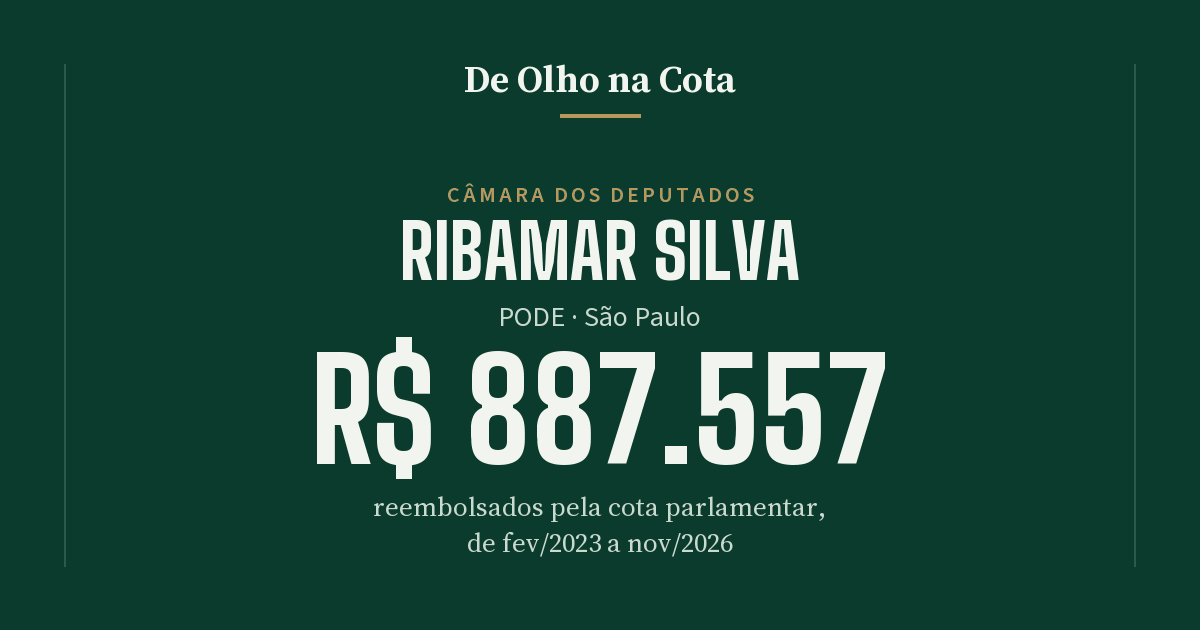 De Olho na Cota
CÂMARA DOS DEPUTADOS
RIBAMAR SILVA
PODE · São Paulo
R$ 887.557
reembolsados pela cota parlamentar,
de fev/2023 a nov/2026